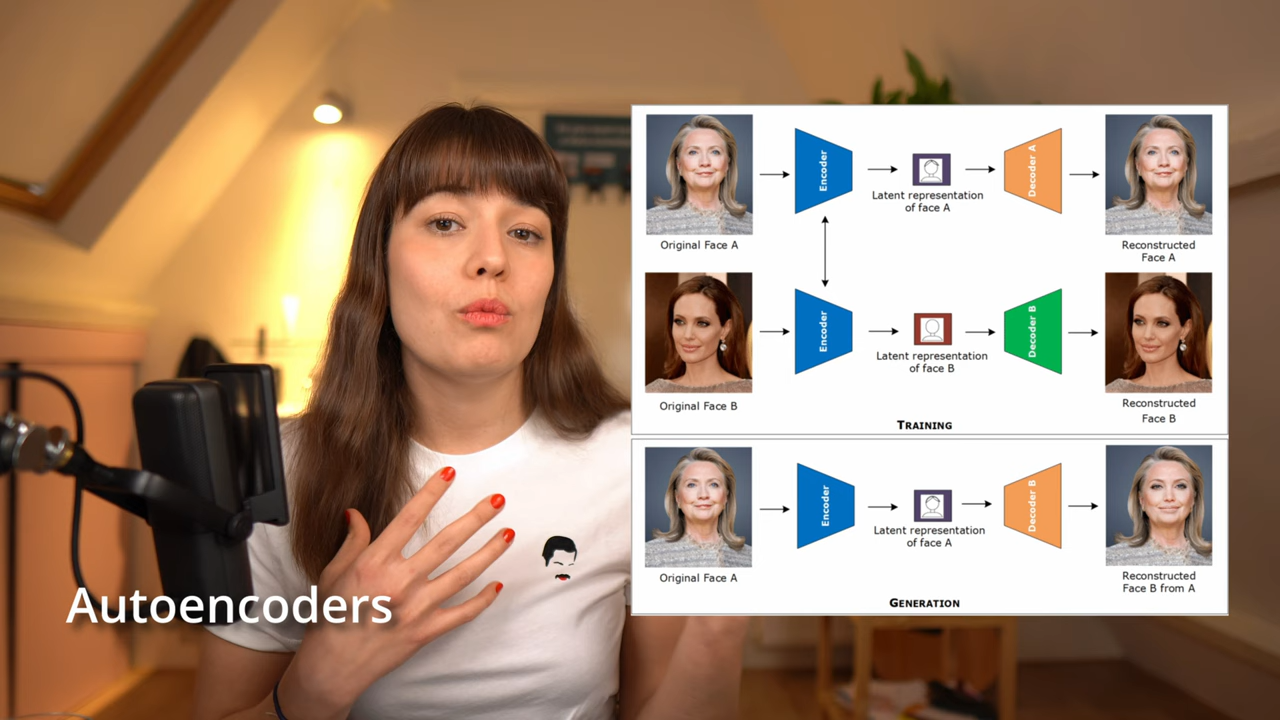 Encoder
Latent representation
of face A
Decoder A
Original Face A
Reconstructed
Face A
Encoder
Latent representation
of face B
Decoder B
Original Face B
Reconstructed
Face B
TRAINING
Encoder
Latent representation
of face A
Decoder B
Original Face A
Reconstructed
Face B from A
GENERATION
Autoencoders